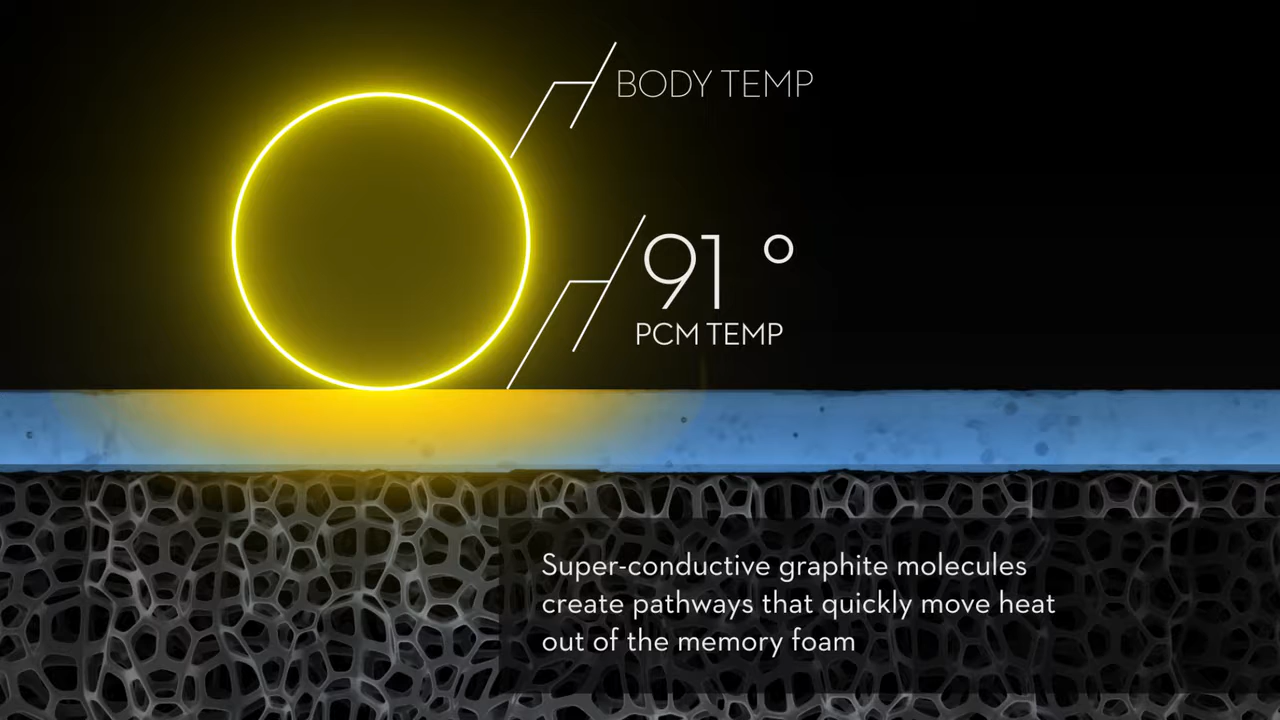 BODY TEMP
91 °
PCM TEMP
Super-conductive graphite molecules
create pathways that quickly move heat
out of the memory foam